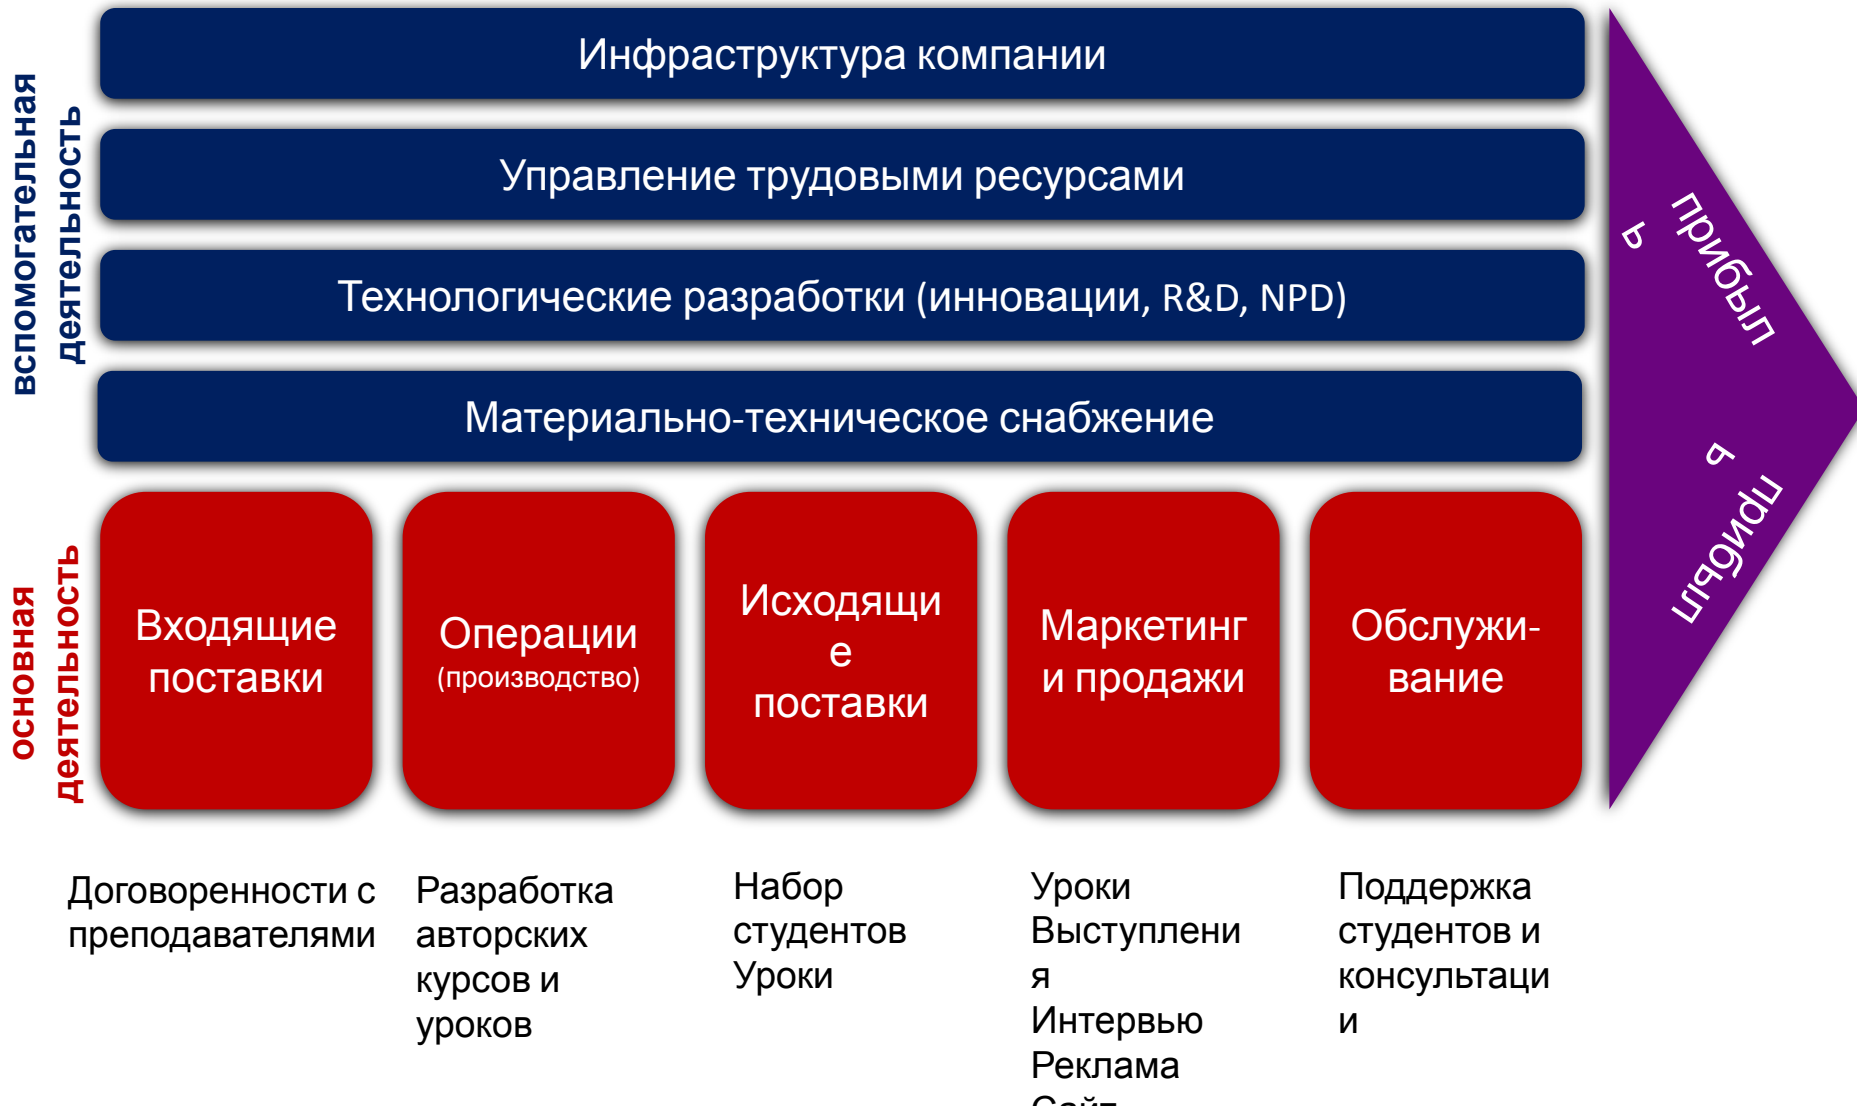 вспомогательная
деятельность
Инфраструктура компании
Управление трудовыми ресурсами
Технологические разработки (инновации, R&D, NPD)
Материально-техническое снабжение
прибыл
ь
прибыл
ь
основная
деятельность
Входящие
поставки
Операции
(производство)
Исходящи
е
поставки
Маркетинг
и продажи
Обслужи-
вание
Договоренности с
преподавателями
Разработка
авторских
курсов и
уроков
Набор
студентов
Уроки
Уроки
Выступлени
я
Интервью
Реклама
Сайт
Поддержка
студентов и
консультаци
и